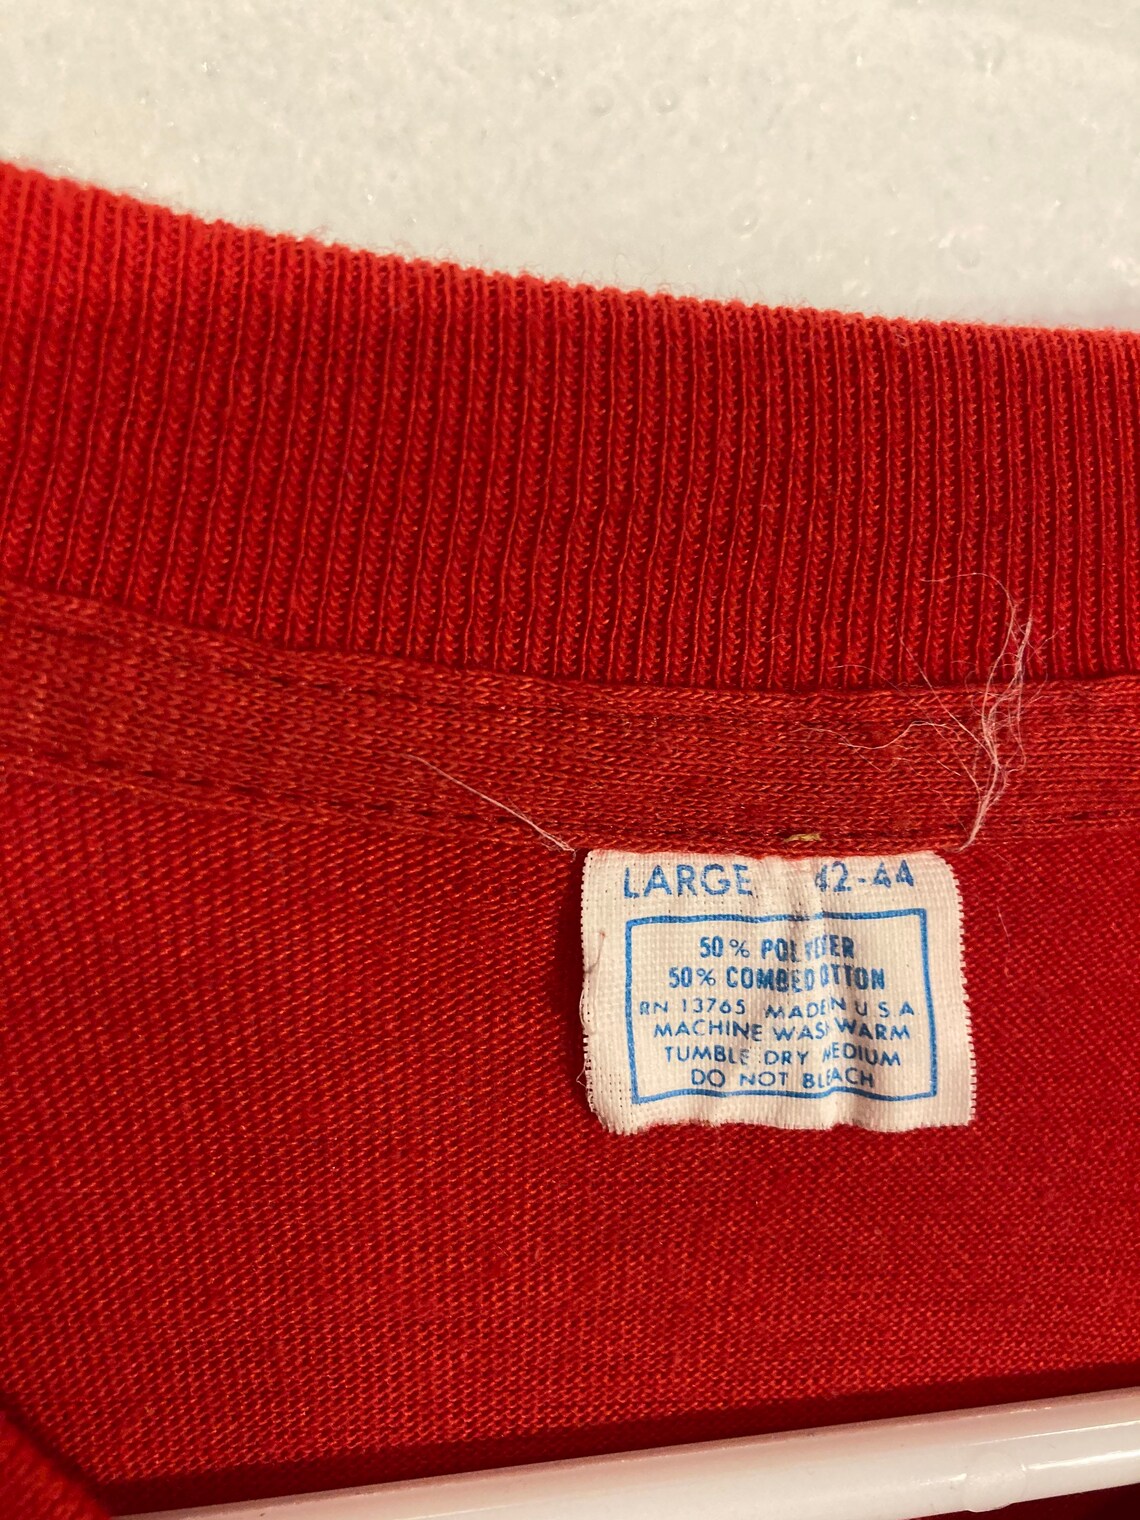 LARGE 42-44
50% POLYESTER
50% COMBED COTTON
RN 13765 MADE IN U S A
MACHINE WASH WARM
TUMBLE DRY MEDIUM
DO NOT BLEACH